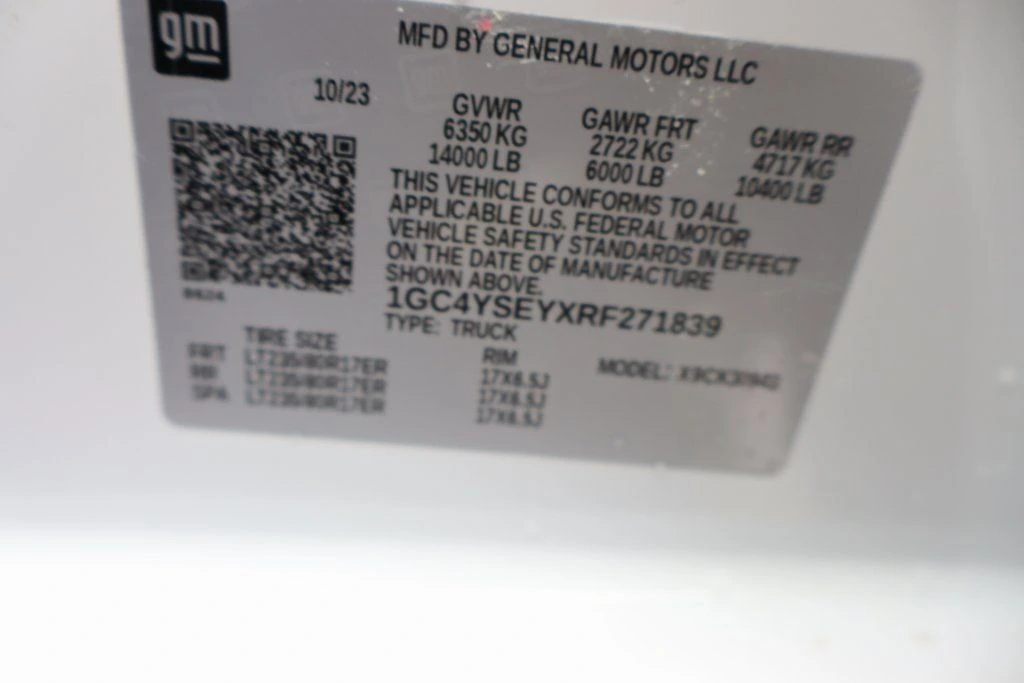 gm
MFD BY GENERAL MOTORS LLC
10/23
GVWR
6350 KG
14000 LB
GAWR FRT
2722 KG
6000 LB
GAWR RR
4717 KG
10400 LB
THIS VEHICLE CONFORMS TO ALL
APPLICABLE U.S. FEDERAL MOTOR
VEHICLE SAFETY STANDARDS IN EFFECT
ON THE DATE OF MANUFACTURE
SHOWN ABOVE.
1GC4YSEYXRF271839
TYPE: TRUCK
TIRE SIZE
RIM
FRT LT235/80R17ER 17X6.5J
RR LT235/80R17ER 17X6.5J
SPA LT235/80R17ER 17X6.5J
MODEL: